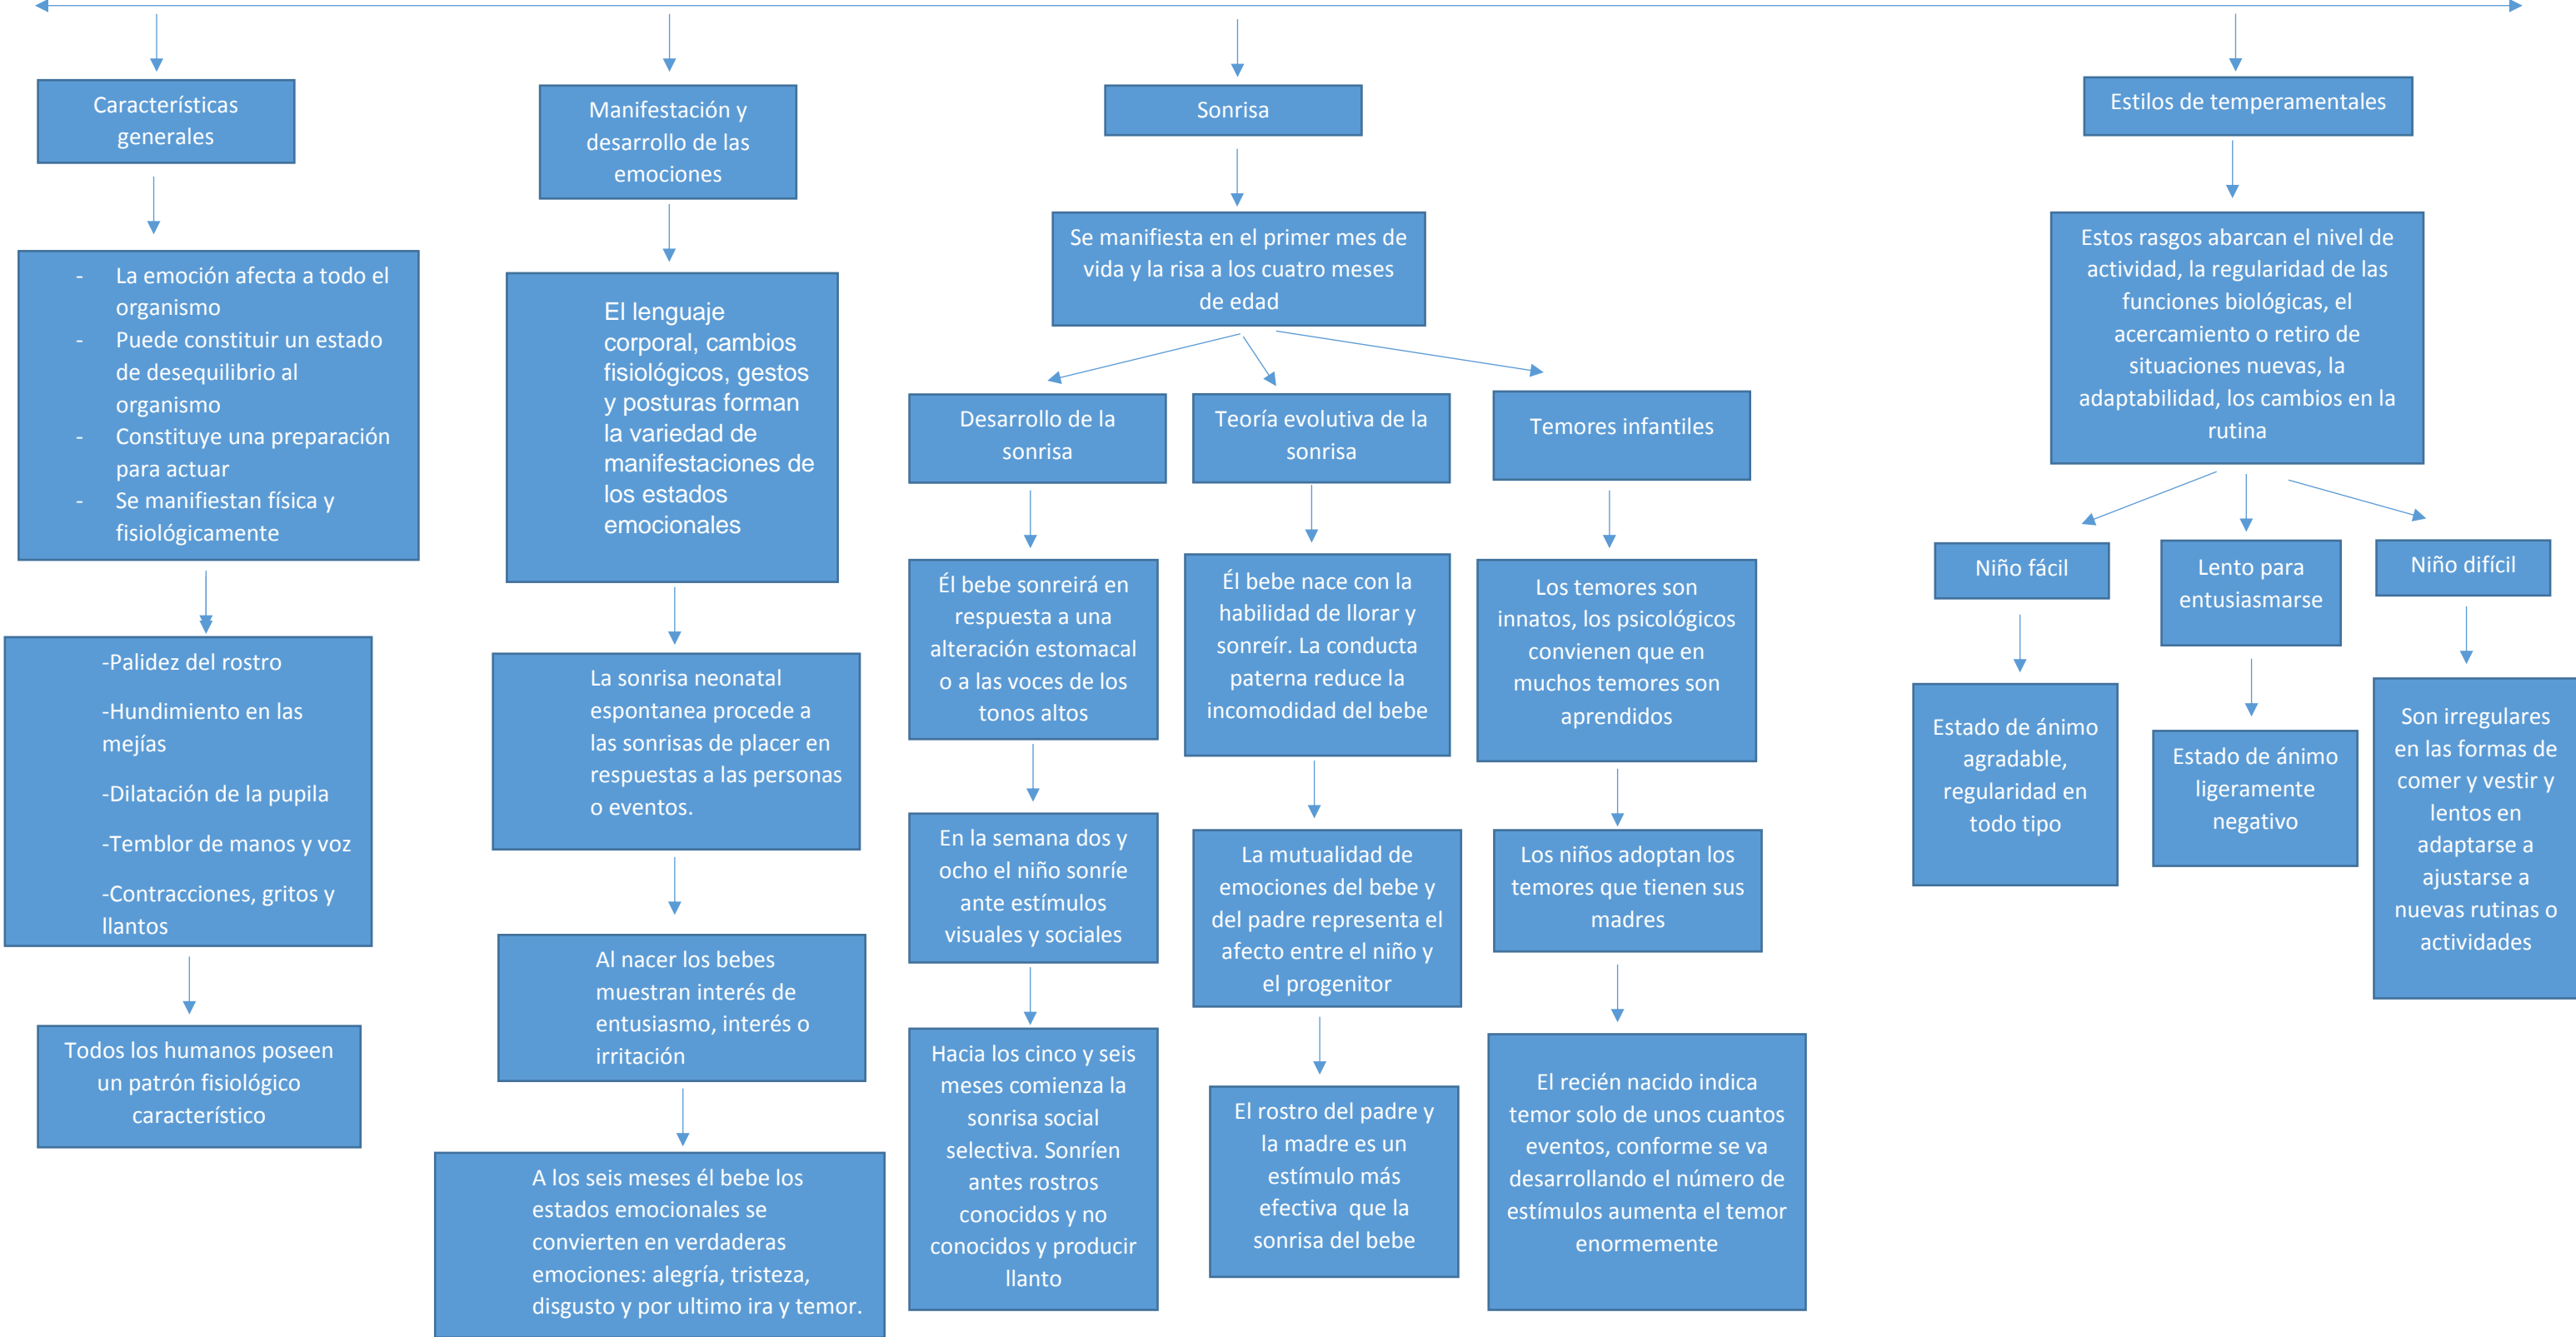 Característícas
generales
- La emoción afecta a todo el
organismo
- Puede constituir un estado
de desequilibrio al
organismo
- Constituye una preparación
para actuar
- Se manifiestan física y
fisiológicamente
-Palidez del rostro
-Hundimiento en las
mejías
-Dilatación de la pupila
-Temblor de manos y voz
-Contracciones, gritos y
llantos
Todos los humanos poseen
un patrón fisiológico
característico
Manifestación y
desarrollo de las
emociones
El lenguaje
corporal, cambios
fisiológicos, gestos
y posturas forman
la variedad de
manifestaciones de
los estados
emocionales
La sonrisa neonatal
espontanea procede a
las sonrisas de placer en
respuestas a las personas
o eventos.
Al nacer los bebes
muestran interés de
entusiasmo, interés o
irritación
A los seis meses él bebe los
estados emocionales se
convierten en verdaderas
emociones: alegría, tristeza,
disgusto y por ultimo ira y temor.
Sonrisa
Se manifiesta en el primer mes de
vida y la risa a los cuatro meses
de edad
Desarrollo de la
sonrisa
Él bebe sonreirá en
respuesta a una
alteración estomacal
o a las voces de los
tonos altos
En la semana dos y
ocho el niño sonríe
ante estímulos
visuales y sociales
Hacia los cinco y seis
meses comienza la
sonrisa social
selectiva. Sonríen
antes rostros
conocidos y no
conocidos y producir
llanto
Teoría evolutiva de la
sonrisa
Él bebe nace con la
habilidad de llorar y
sonreír. La conducta
paterna reduce la
incomodidad del bebe
La mutualidad de
emociones del bebe y
del padre representa el
afecto entre el niño y
el progenitor
El rostro del padre y
la madre es un
estímulo más
efectiva que la
sonrisa del bebe
Temores infantiles
Los temores son
innatos, los psicológicos
convienen que en
muchos temores son
aprendidos
Los niños adoptan los
temores que tienen sus
madres
El recién nacido indica
temor solo de unos cuantos
eventos, conforme se va
desarrollando el número de
estímulos aumenta el temor
enormemente
Estilos de temperamentales
Estos rasgos abarcan el nivel de
actividad, la regularidad de las
funciones biológicas, el
acercamiento o retiro de
situaciones nuevas, la
adaptabilidad, los cambios en la
rutina
Niño fácil
Estado de ánimo
agradable,
regularidad en
todo tipo
Lento para
entusiasmarse
Estado de ánimo
ligeramente
negativo
Niño difícil
Son irregulares
en las formas de
comer y vestir y
lentos en
adaptarse a
ajustarse a
nuevas rutinas o
actividades